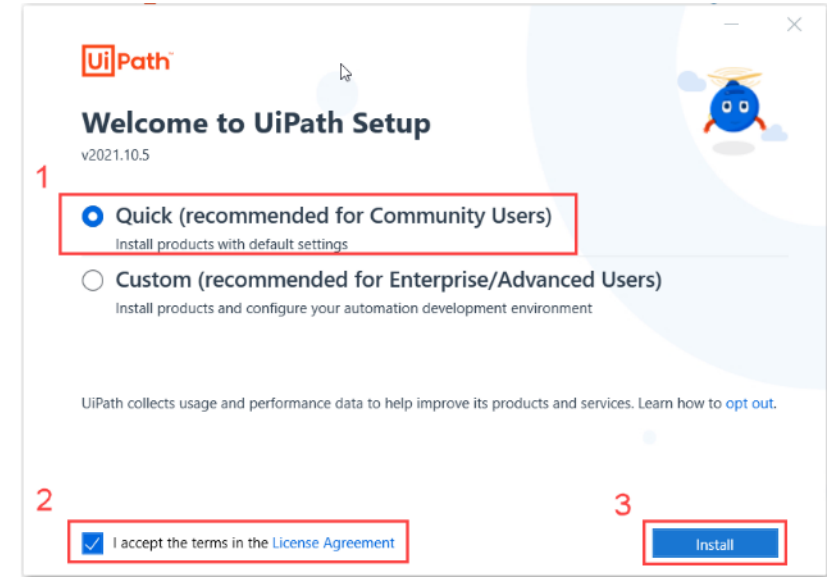 UiPath
Welcome to UiPath Setup
v2021.10.5
1
Quick (recommended for Community Users)
Install products with default settings
Custom (recommended for Enterprise/Advanced Users)
Install products and configure your automation development environment
UiPath collects usage and performance data to help improve its products and services. Learn how to opt out.
2
I accept the terms in the License Agreement
3
Install